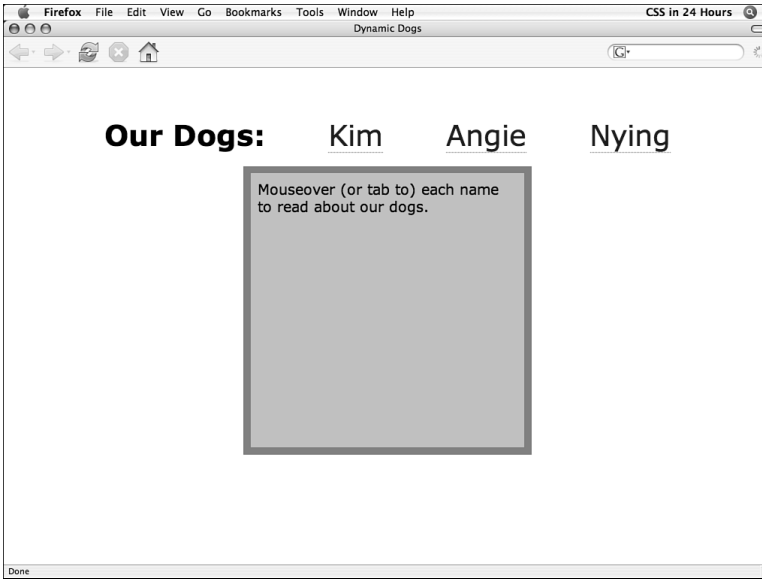 Firefox File Edit View Go Bookmarks Tools Window Help CSS in 24 Hours
Dynamic Dogs
G
Our Dogs: Kim Angie Nying
Mouseover (or tab to) each name
to read about our dogs.
Done